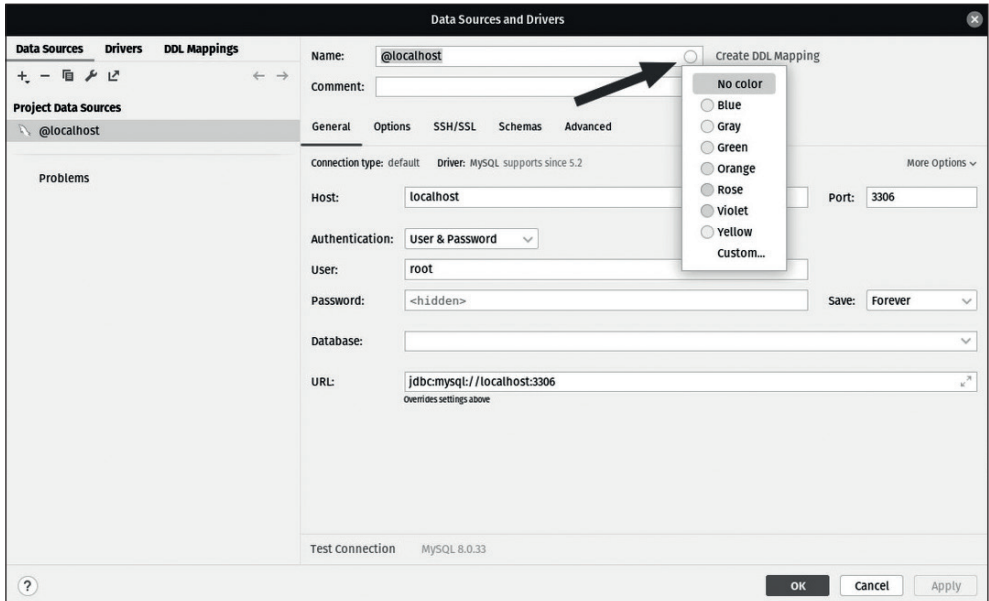 Data Sources and Drivers
Data Sources Drivers DDL Mappings
Project Data Sources
@localhost
Problems
Name: @localhost Create DDL Mapping
Comment:
No color
Blue
Gray
Green
Orange
Rose
Violet
Yellow
Custom...
General Options SSH/SSL Schemas Advanced
Connection type: default Driver: MySQL supports since 5.2 More Options
Host: localhost Port: 3306
Authentication: User & Password
User: root
Password: <hidden> Save: Forever
Database:
URL: jdbc:mysql://localhost:3306
Overrides settings above
Test Connection MySQL 8.0.33
? OK Cancel Apply